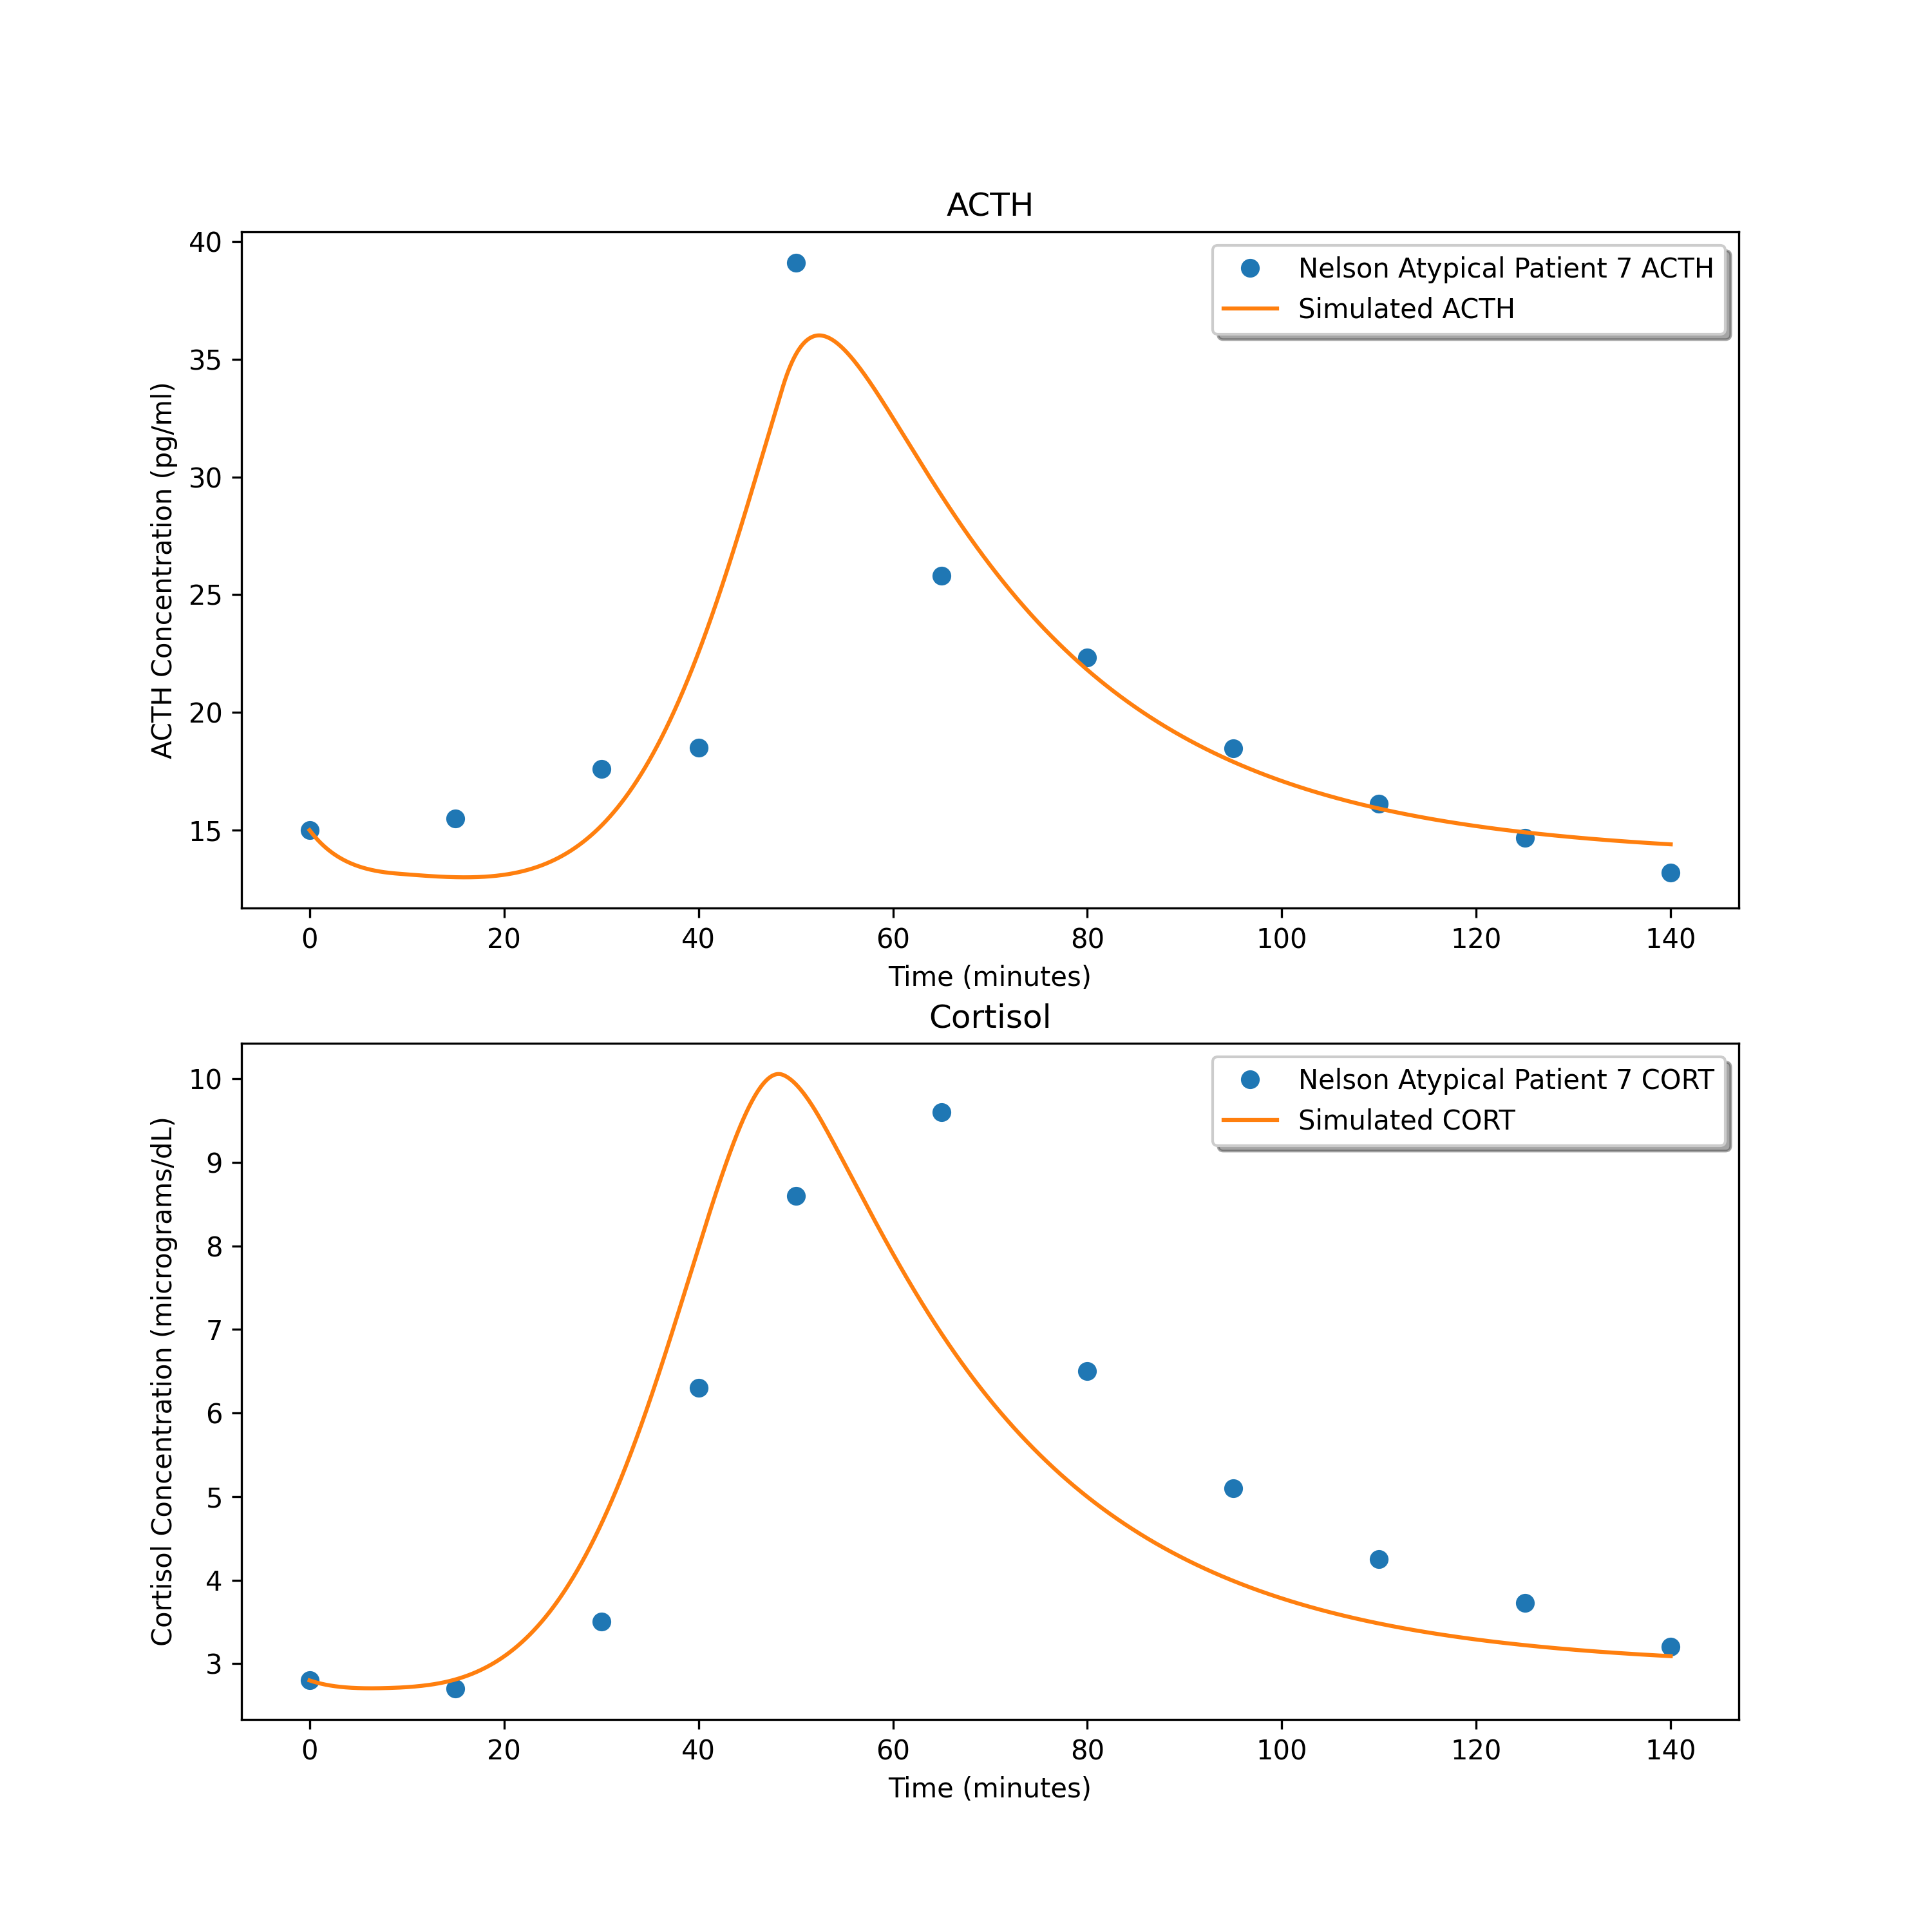 ACTH
40
35
30
25
20
15
ACTH Concentration (pg/ml)
Nelson Atypical Patient 7 ACTH
Simulated ACTH
0 20 40 60 80 100 120 140
Time (minutes)
Cortisol
10
9
8
7
6
5
4
3
Cortisol Concentration (micrograms/dL)
Nelson Atypical Patient 7 CORT
Simulated CORT
0 20 40 60 80 100 120 140
Time (minutes)